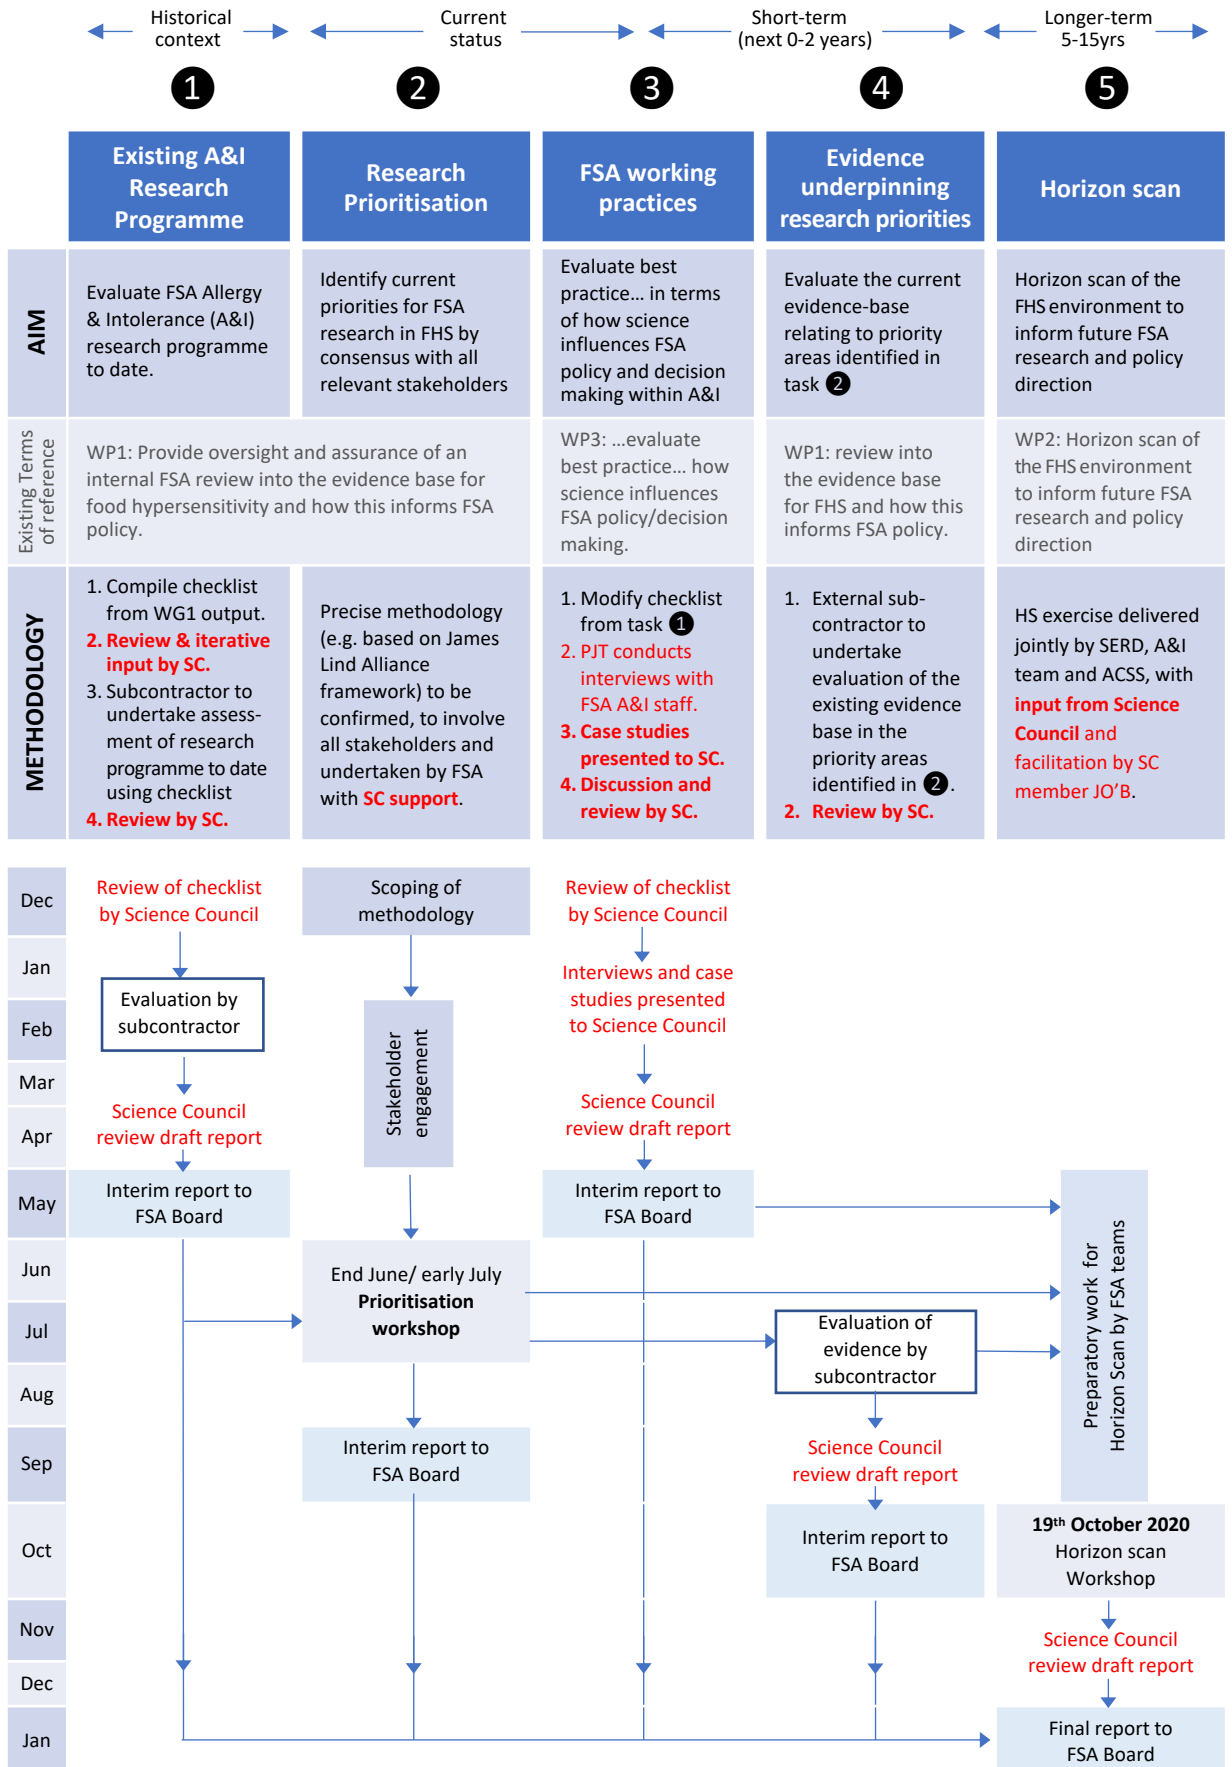 Historical
context
Current
status
Short-term
(next 0-2 years)
Longer-term
5-15yrs
1
2
3
4
5
Existing A&I
Research
Programme
Research
Prioritisation
FSA working
practices
Evidence
underpinning
research priorities
Horizon scan
AIM
Evaluate FSA Allergy
& Intolerance (A&I)
research programme
to date.
Identify current
priorities for FSA
research in FHS by
consensus with all
relevant stakeholders
Evaluate best
practice... in terms
of how science
influences FSA
policy and decision
making within A&I
Evaluate the current
evidence-base
relating to priority
areas identified in
task 2
Horizon scan of the
FHS environment to
inform future FSA
research and policy
direction
Existing Terms
of reference
WP1: Provide oversight and assurance of an
internal FSA review into the evidence base for
food hypersensitivity and how this informs FSA
policy.
WP3: ...evaluate
best practice... how
science influences
FSA policy/decision
making.
WP1: review into
the evidence base
for FHS and how this
informs FSA policy.
WP2: Horizon scan of
the FHS environment
to inform future FSA
research and policy
direction
METHODOLOGY
1. Compile checklist
from WG1 output.
2. Review & iterative
input by SC.
3. Subcontractor to
undertake assess-
ment of research
programme to date
using checklist
4. Review by SC.
Precise methodology
(e.g. based on James
Lind Alliance
framework) to be
confirmed, to involve
all stakeholders and
undertaken by FSA
with SC support.
1. Modify checklist
from task 1
2. PJT conducts
interviews with
FSA A&I staff.
3. Case studies
presented to SC.
4. Discussion and
review by SC.
1. External sub-
contractor to
undertake
evaluation of the
existing evidence
base in the
priority areas
identified in 2.
2. Review by SC.
HS exercise delivered
jointly by SERD, A&I
team and ACSS, with
input from Science
Council and
facilitation by SC
member JO'B.
Dec
Jan
Feb
Mar
Apr
May
Jun
Jul
Aug
Sep
Oct
Nov
Dec
Jan
Review of checklist
by Science Council
Evaluation by
subcontractor
Science Council
review draft report
Interim report to
FSA Board
Scoping of
methodology
Stakeholder
engagement
End June/ early July
Prioritisation
workshop
Interim report to
FSA Board
Review of checklist
by Science Council
Interviews and case
studies presented
to Science Council
Science Council
review draft report
Interim report to
FSA Board
Evaluation of
evidence by
subcontractor
Science Council
review draft report
Interim report to
FSA Board
Preparatory work for
Horizon Scan by FSA teams
19th October 2020
Horizon scan
Workshop
Science Council
review draft report
Final report to
FSA Board